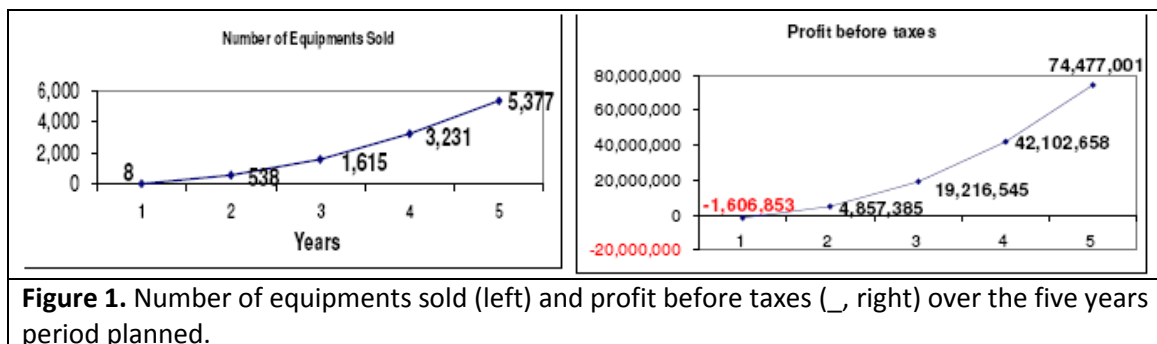 Number of Equipments Sold
6,000
4,000
2,000
0
8
538
1,615
3,231
5,377
1 2 3 4 5
Years
Profit before taxes
80,000,000
60,000,000
40,000,000
20,000,000
0
-20,000,000
-1,606,853
4,857,385
19,216,545
42,102,658
74,477,001
1 2 3 4 5
Figure 1. Number of equipments sold (left) and profit before taxes (_, right) over the five years
period planned.